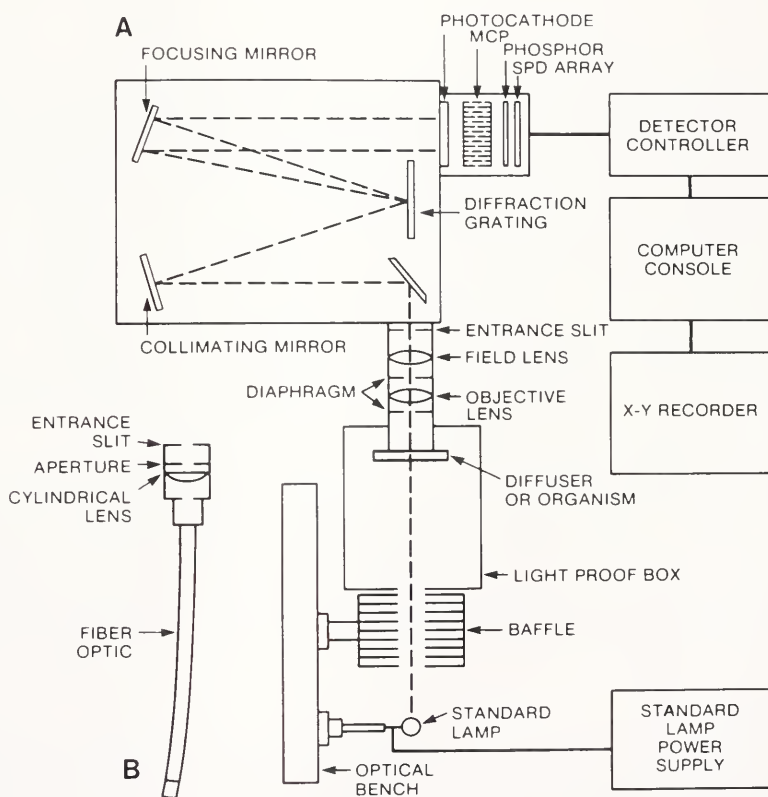 A
PHOTOCATHODE
MCP
PHOSPHOR
SPD ARRAY
FOCUSING MIRROR
DETECTOR
CONTROLLER
DIFFRACTION
GRATING
COMPUTER
CONSOLE
COLLIMATING MIRROR
ENTRANCE SLIT
FIELD LENS
DIAPHRAGM
OBJECTIVE
LENS
X-Y RECORDER
ENTRANCE
SLIT
APERTURE
CYLINDRICAL
LENS
DIFFUSER
OR ORGANISM
LIGHT PROOF BOX
FIBER
OPTIC
BAFFLE
STANDARD
LAMP
STANDARD
LAMP
POWER
SUPPLY
B
OPTICAL
BENCH